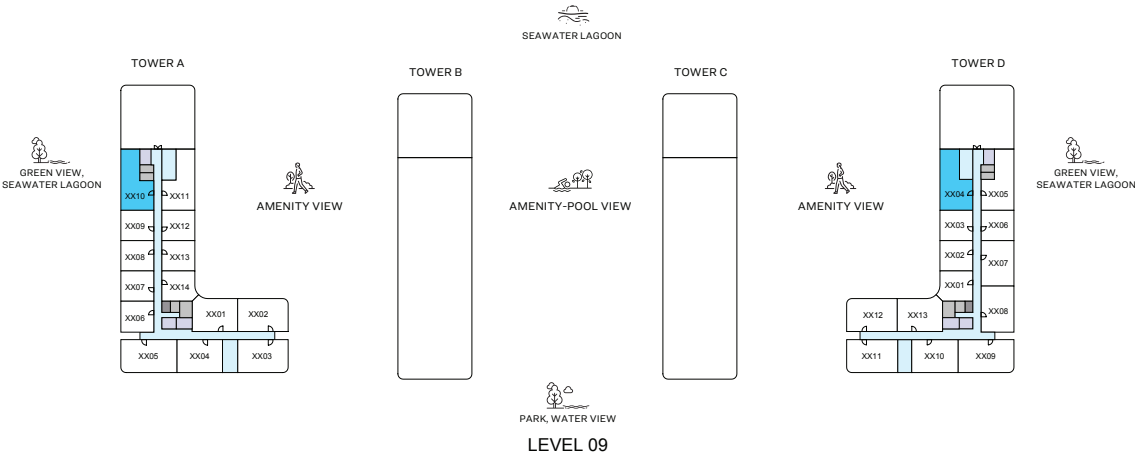 SEAWATER LAGOON
TOWER A
TOWER B
TOWER C
TOWER D
GREEN VIEW,
SEAWATER LAGOON
AMENITY VIEW
AMENITY-POOL VIEW
AMENITY VIEW
GREEN VIEW,
SEAWATER LAGOON
XX10
XX11
XX09
XX12
XX08
XX13
XX07
XX14
XX06
XX01
XX02
XX05
XX04
XX03
XX04
XX05
XX03
XX06
XX02
XX07
XX01
XX08
XX12
XX13
XX11
XX10
XX09
PARK, WATER VIEW
LEVEL 09